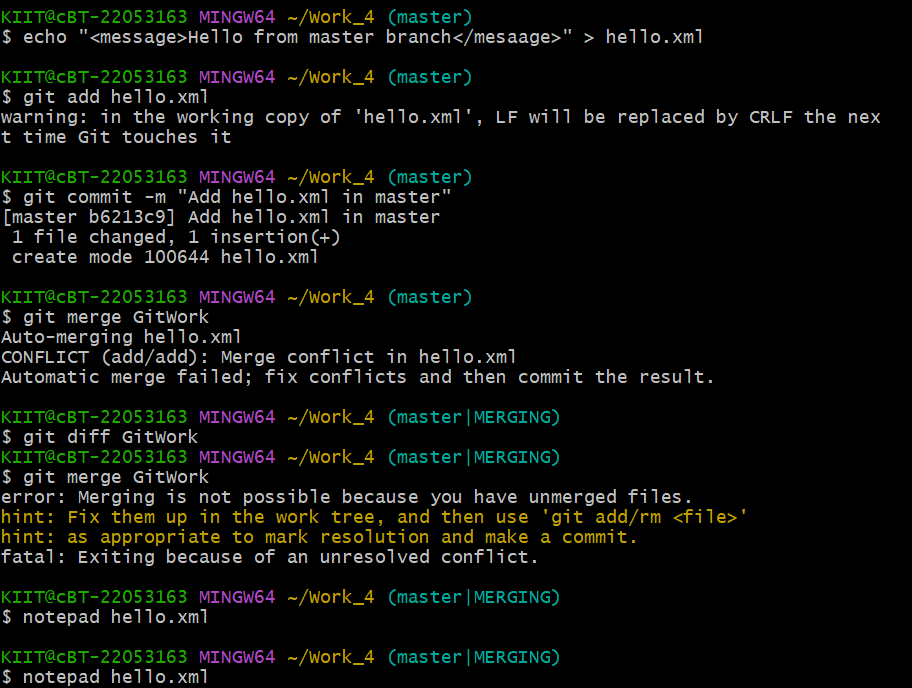 KIIT@cBT-22053163 MINGW64 ~/Work_4 (master)
$ echo "<message>Hello from master branch</mesaage>" > hello.xml
KIIT@cBT-22053163 MINGW64 ~/Work_4 (master)
$ git add hello.xml
warning: in the working copy of 'hello.xml', LF will be replaced by CRLF the nex
t time Git touches it
KIIT@cBT-22053163 MINGW64 ~/Work_4 (master)
$ git commit -m "Add hello.xml in master"
[master b6213c9] Add hello.xml in master
 1 file changed, 1 insertion(+)
 create mode 100644 hello.xml
KIIT@cBT-22053163 MINGW64 ~/Work_4 (master)
$ git merge GitWork
Auto-merging hello.xml
CONFLICT (add/add): Merge conflict in hello.xml
Automatic merge failed; fix conflicts and then commit the result.
KIIT@cBT-22053163 MINGW64 ~/Work_4 (master|MERGING)
$ git diff GitWork
KIIT@cBT-22053163 MINGW64 ~/Work_4 (master|MERGING)
$ git merge GitWork
error: Merging is not possible because you have unmerged files.
hint: Fix them up in the work tree, and then use 'git add/rm <file>'
hint: as appropriate to mark resolution and make a commit.
fatal: Exiting because of an unresolved conflict.
KIIT@cBT-22053163 MINGW64 ~/Work_4 (master|MERGING)
$ notepad hello.xml
KIIT@cBT-22053163 MINGW64 ~/Work_4 (master|MERGING)
$ notepad hello.xml